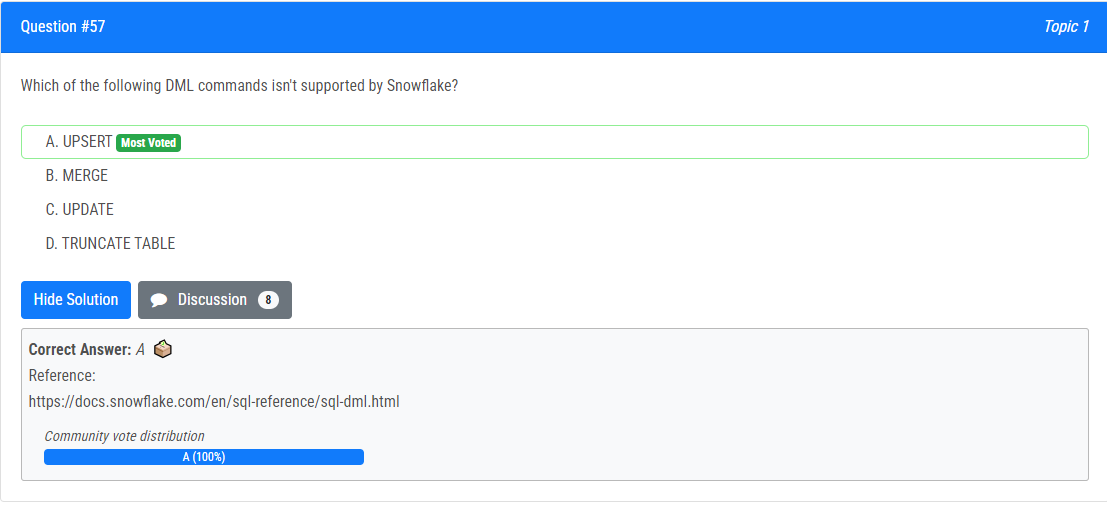 Question #57 Topic 1
Which of the following DML commands isn't supported by Snowflake?
A. UPSERT Most Voted
B. MERGE
C. UPDATE
D. TRUNCATE TABLE
Hide Solution Discussion 8
Correct Answer: A
Reference:
https://docs.snowflake.com/en/sql-reference/sql-dml.html
Community vote distribution
A (100%)